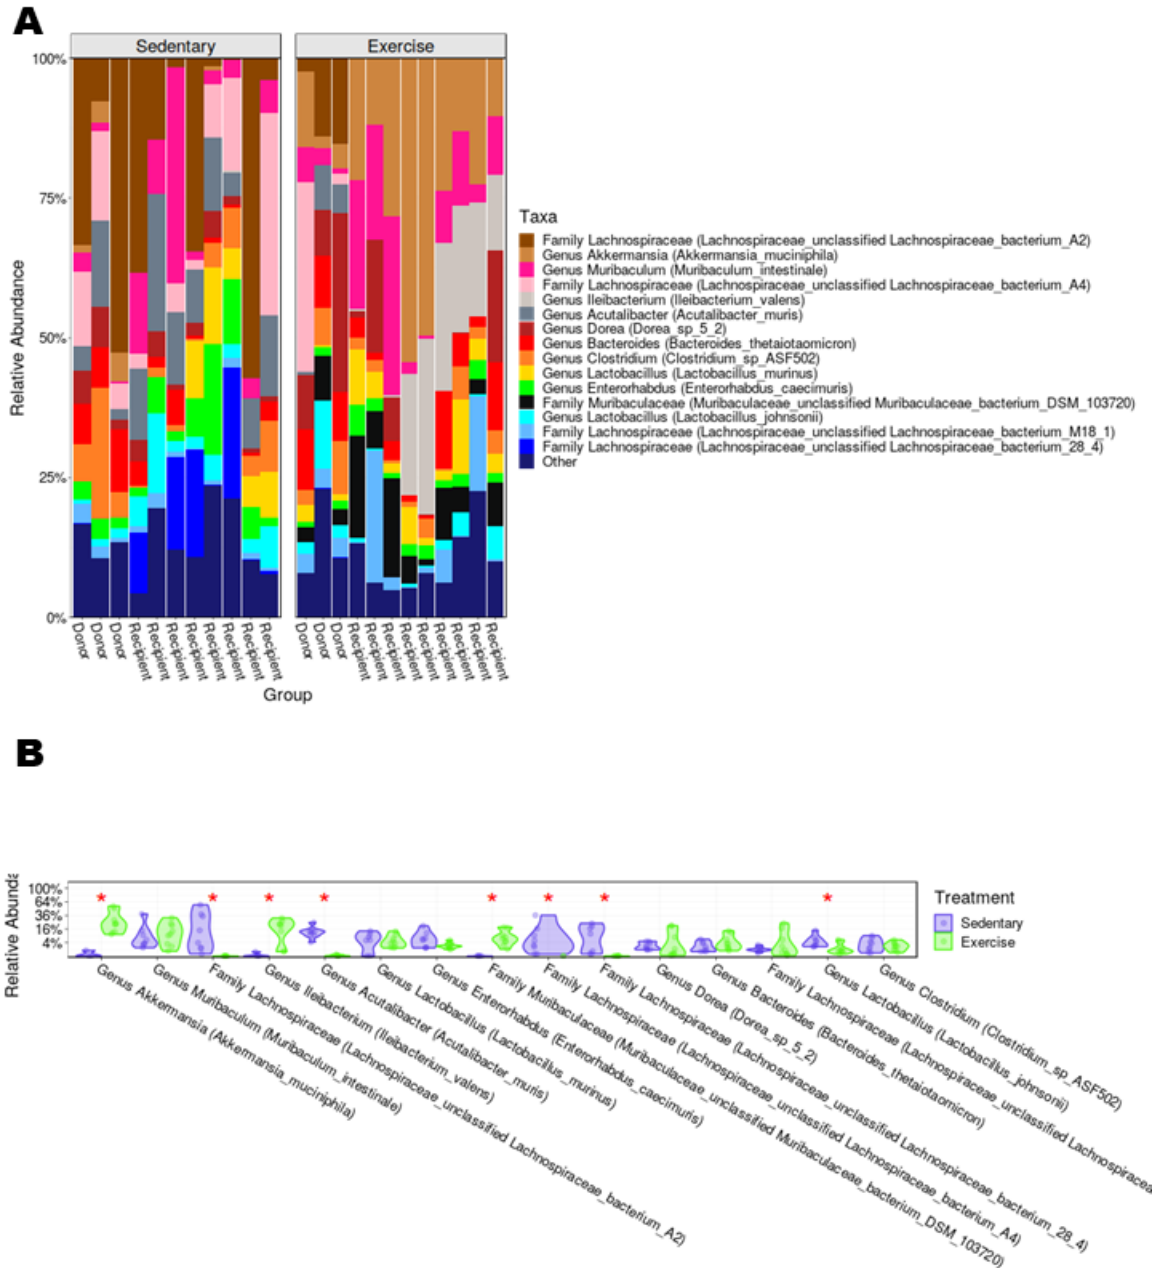 A
Sedentary
Exercise
100%
75%
50%
25%
0%
Relative Abundance
Donor
Donor
Donor
Recipient
Recipient
Recipient
Recipient
Recipient
Recipient
Recipient
Recipient
Donor
Donor
Donor
Recipient
Recipient
Recipient
Recipient
Recipient
Recipient
Recipient
Recipient
Recipient
Group
Taxa
Family Lachnospiraceae (Lachnospiraceae_unclassified Lachnospiraceae_bacterium_A2)
Genus Akkermansia (Akkermansia_muciniphila)
Genus Muribaculum (Muribaculum_intestinale)
Family Lachnospiraceae (Lachnospiraceae_unclassified Lachnospiraceae_bacterium_A4)
Genus Ileibacterium (Ileibacterium_valens)
Genus Acutalibacter (Acutalibacter_muris)
Genus Dorea (Dorea_sp_5_2)
Genus Bacteroides (Bacteroides_thetaiotaomicron)
Genus Clostridium (Clostridium_sp_ASF502)
Genus Lactobacillus (Lactobacillus_murinus)
Genus Enterorhabdus (Enterorhabdus_caecimuris)
Family Muribaculaceae (Muribaculaceae_unclassified Muribaculaceae_bacterium_DSM_103720)
Genus Lactobacillus (Lactobacillus_johnsonii)
Family Lachnospiraceae (Lachnospiraceae_unclassified Lachnospiraceae_bacterium_M18_1)
Family Lachnospiraceae (Lachnospiraceae_unclassified Lachnospiraceae_bacterium_28_4)
Other
B
Relative Abunda
100%
64%
36%
16%
4%
* * * * * * * *
Treatment
Sedentary
Exercise
Genus Akkermansia (Akkermansia_muciniphila)
Genus Muribaculum (Muribaculum_intestinale)
Family Lachnospiraceae (Lachnospiraceae_unclassified Lachnospiraceae_bacterium_A2)
Genus Ileibacterium (Ileibacterium_valens)
Genus Acutalibacter (Acutalibacter_muris)
Genus Lactobacillus (Lactobacillus_murinus)
Genus Enterorhabdus (Enterorhabdus_caecimuris)
Family Muribaculaceae (Muribaculaceae_unclassified Muribaculaceae_bacterium_DSM_103720)
Family Lachnospiraceae (Lachnospiraceae_unclassified Lachnospiraceae_bacterium_A4)
Family Lachnospiraceae (Lachnospiraceae_unclassified Lachnospiraceae_bacterium_28_4)
Genus Dorea (Dorea_sp_5_2)
Genus Bacteroides (Bacteroides_thetaiotaomicron)
Family Lachnospiraceae (Lachnospiraceae_unclassified Lachnospiracea
Genus Lactobacillus (Lactobacillus_johnsonii)
Genus Clostridium (Clostridium_sp_ASF502)